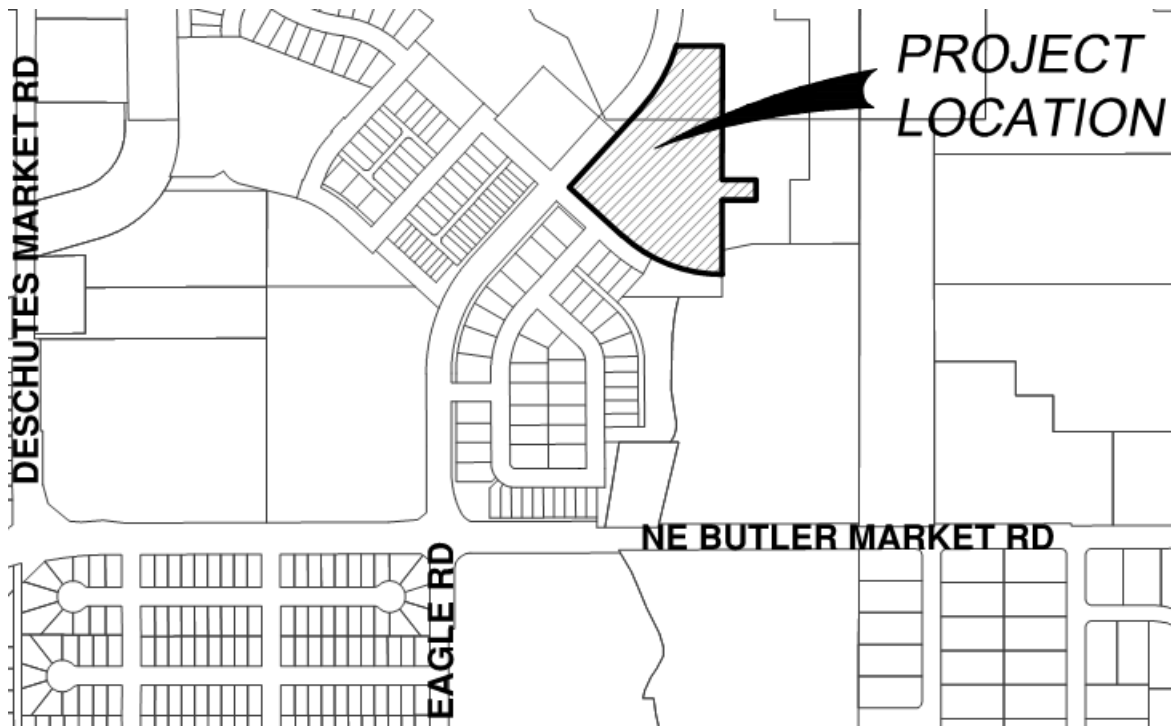 PROJECT
LOCATION
DESCHUTES MARKET RD
NE BUTLER MARKET RD
EAGLE RD